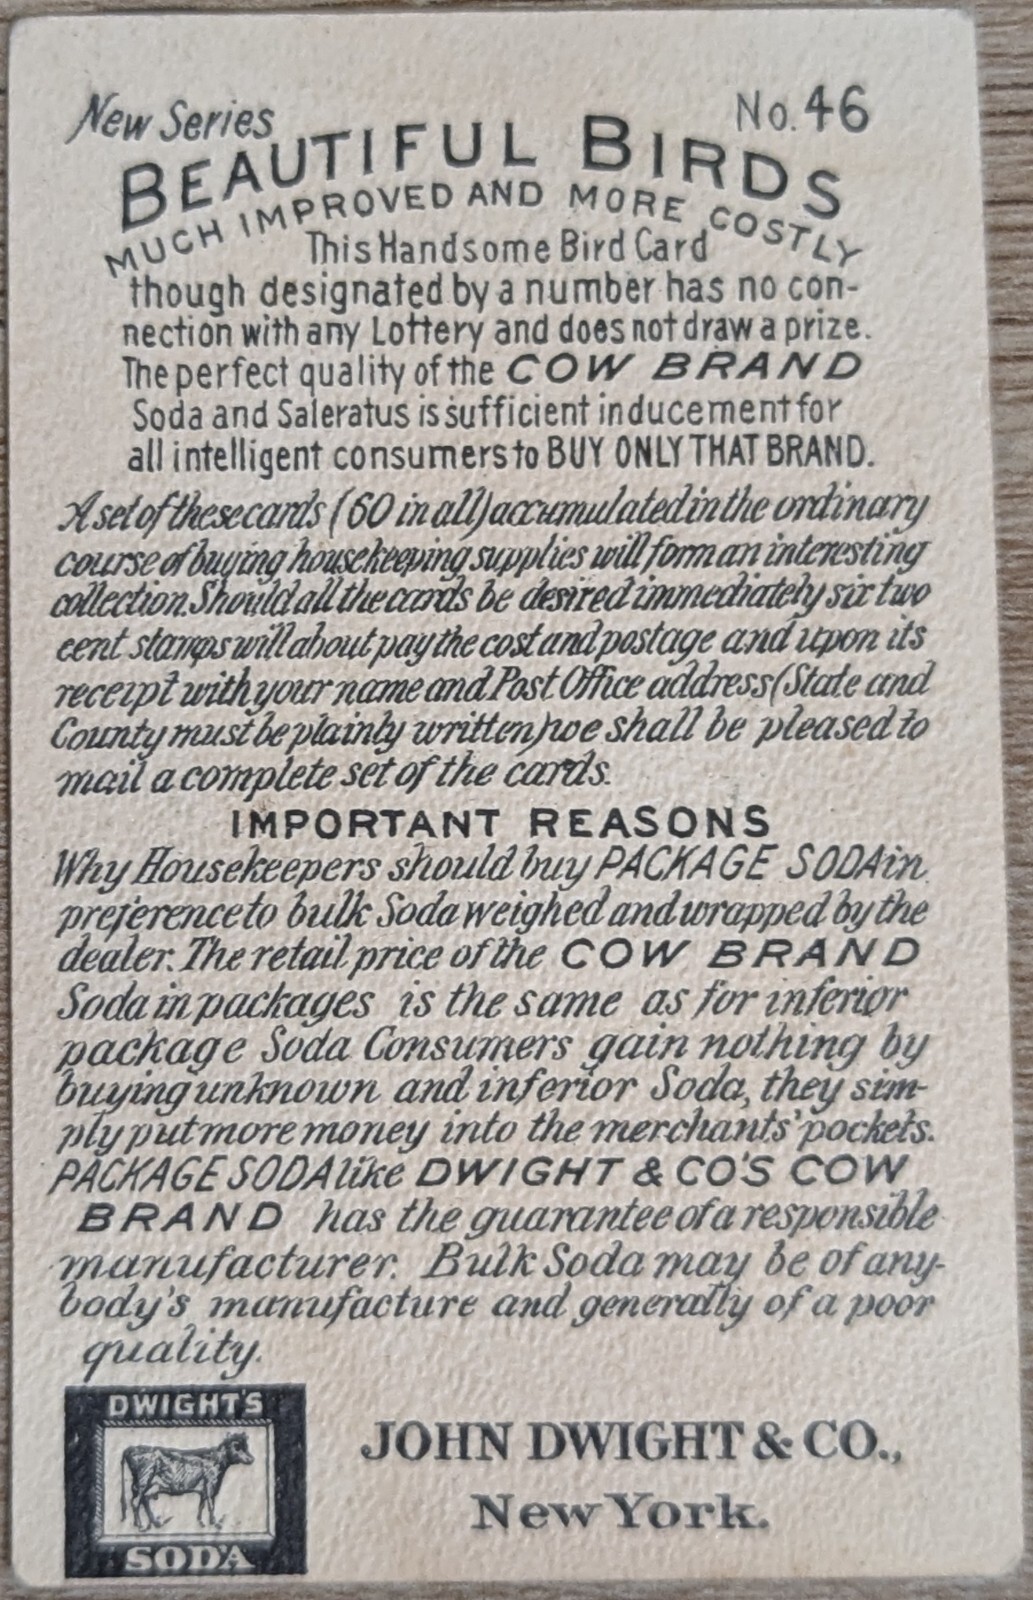 New Series No. 46
BEAUTIFUL BIRDS
MUCH IMPROVED AND MORE COSTLY
This Handsome Bird Card
though designated by a number has no con-
nection with any Lottery and does not draw a prize.
The perfect quality of the COW BRAND
Soda and Saleratus is sufficient inducement for
all intelligent consumers to BUY ONLY THAT BRAND.
A set of these cards (60 in all) accumulated in the ordinary
course of buying housekeeping supplies will form an interesting
collection. Should all the cards be desired immediately six two
cent stamps will about pay the cost and postage and upon its
receipt with your name and Post Office address (State and
County must be plainly written) we shall be pleased to
mail a complete set of the cards.
IMPORTANT REASONS
Why Housekeepers should buy PACKAGE SODA in
preference to bulk Soda weighed and wrapped by the
dealer. The retail price of the COW BRAND
Soda in packages is the same as for inferior
package Soda Consumers gain nothing by
buying unknown and inferior Soda, they sim-
ply put more money into the merchants' pockets.
PACKAGE SODA like DWIGHT & CO'S COW
BRAND has the guarantee of a responsible
manufacturer. Bulk Soda may be of any-
body's manufacture and generally of a poor
quality.
DWIGHT'S
SODA
JOHN DWIGHT & CO.,
New York.